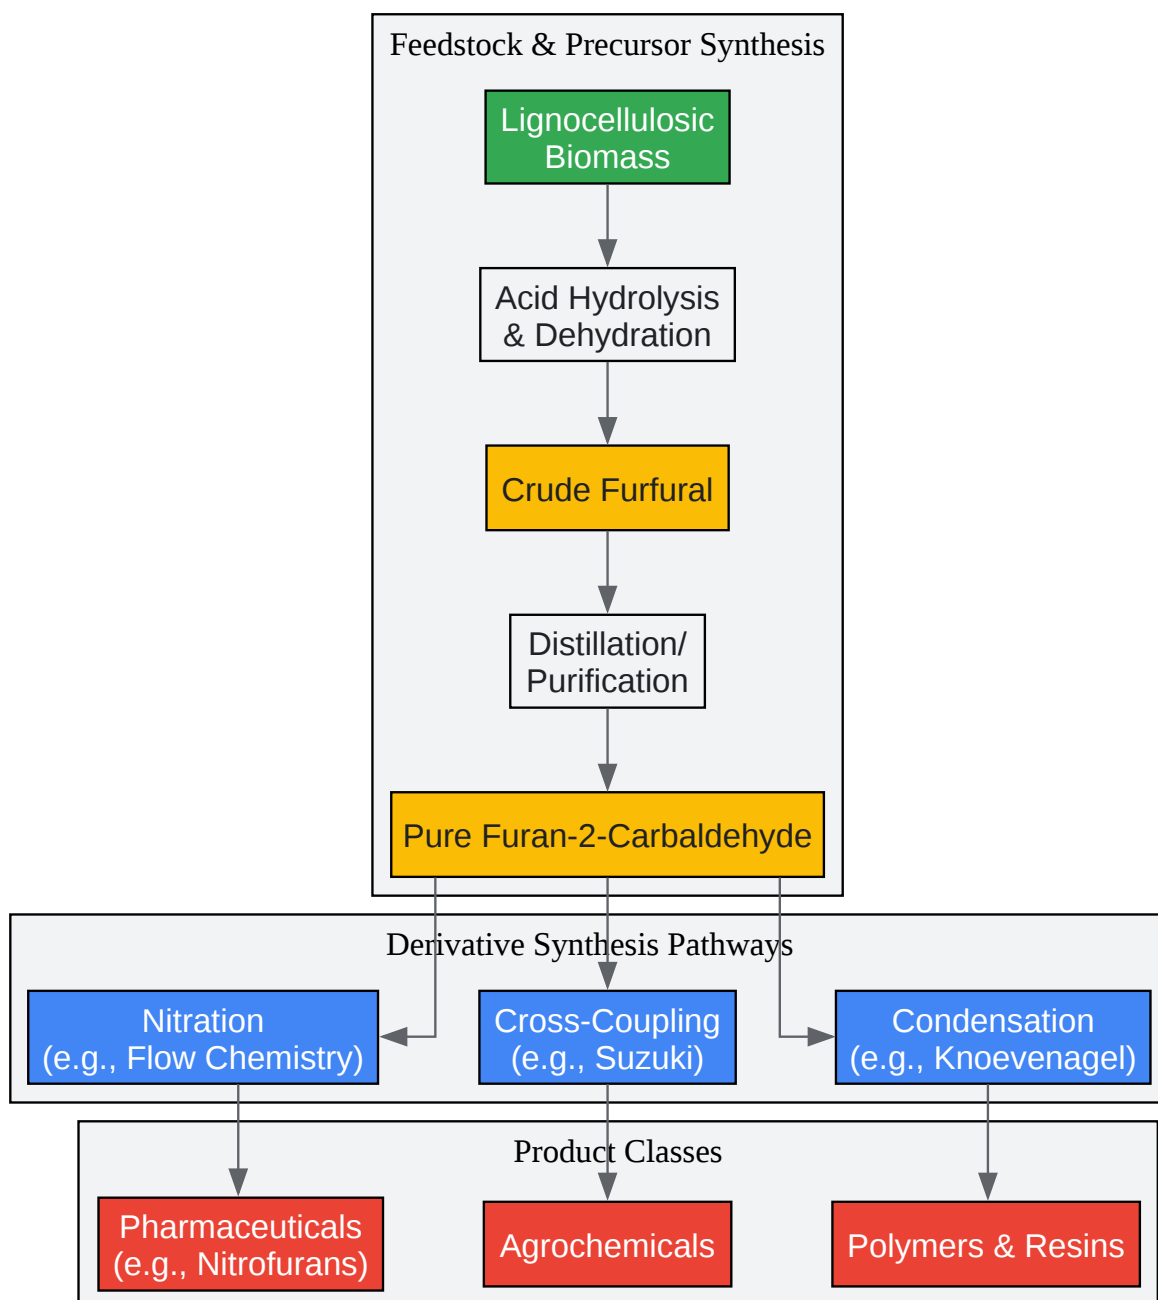 Feedstock & Precursor Synthesis
Lignocellulosic
Biomass
Acid Hydrolysis
& Dehydration
Crude Furfural
Distillation/
Purification
Pure Furan-2-Carbaldehyde
Derivative Synthesis Pathways
Nitration
(e.g., Flow Chemistry)
Cross-Coupling
(e.g., Suzuki)
Condensation
(e.g., Knoevenagel)
Product Classes
Pharmaceuticals
(e.g., Nitrofurans)
Agrochemicals
Polymers & Resins